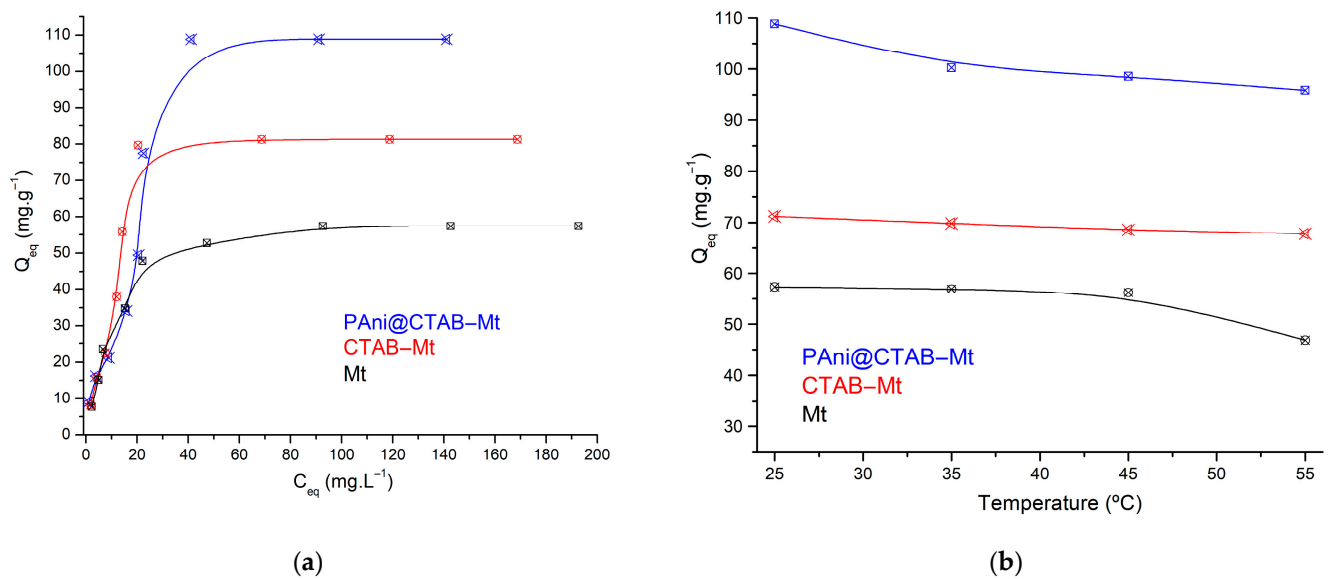 110
100
90
80
70
60
50
40
30
20
10
0
Qeq (mg.g−1)
PAni@CTAB−Mt
CTAB−Mt
Mt
0 20 40 60 80 100 120 140 160 180 200
Ceq (mg.L−1)
(a)
110
100
90
80
70
60
50
40
30
Qeq (mg.g−1)
PAni@CTAB−Mt
CTAB−Mt
Mt
25 30 35 40 45 50 55
Temperature (ºC)
(b)